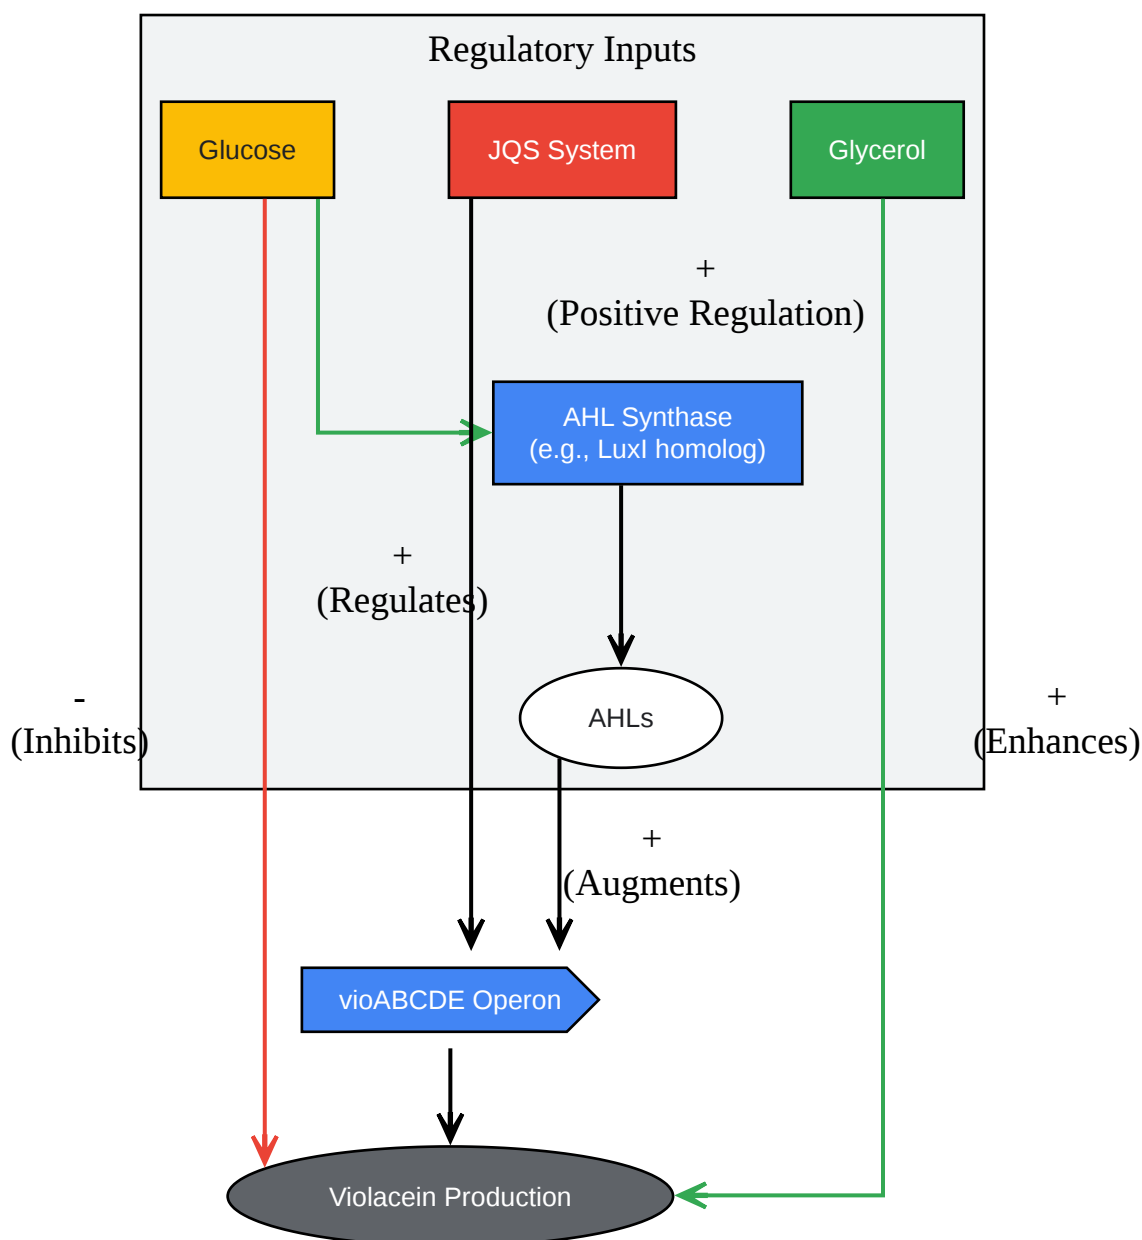 Regulatory Inputs
Glucose
JQS System
Glycerol
+
(Positive Regulation)
AHL Synthase
(e.g., LuxI homolog)
+
(Regulates)
-
(Inhibits)
AHLs
+
(Enhances)
+
(Augments)
vioABCDE Operon
Violacein Production